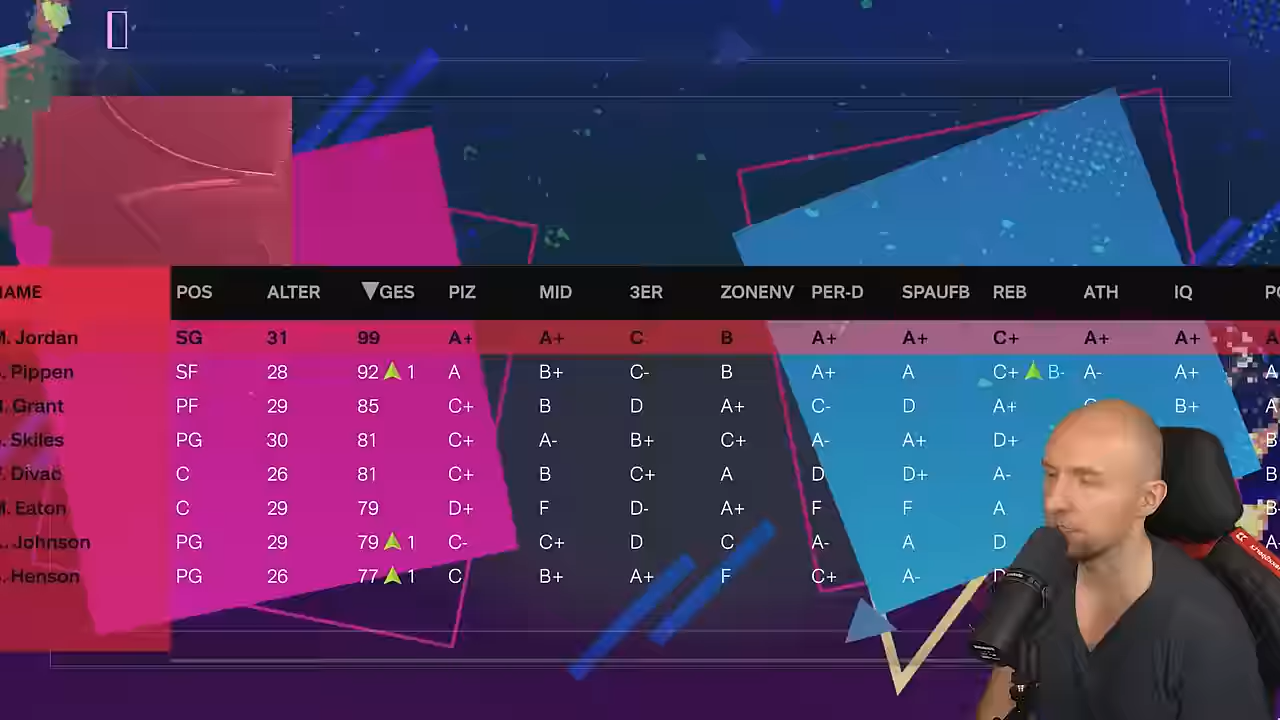 AME POS ALTER GES PIZ MID 3ER ZONENV PER-D SPAUFB REB ATH IQ
M. Jordan SG 31 99 A+ A+ C B A+ A+ C+ A+ A+
. Pippen SF 28 92 1 A B+ C- B A+ A C+ B- A- A+
. Grant PF 29 85 C+ B D A+ C- D A+ B+
. Skiles PG 30 81 C+ A- B+ C+ A- A+ D+
. Divac C 26 81 C+ B C+ A D D+ A-
M. Eaton C 29 79 D+ F D- A+ F F A
. Johnson PG 29 79 1 C- C+ D C A- A D
. Henson PG 26 77 1 C B+ A+ F C+ A-